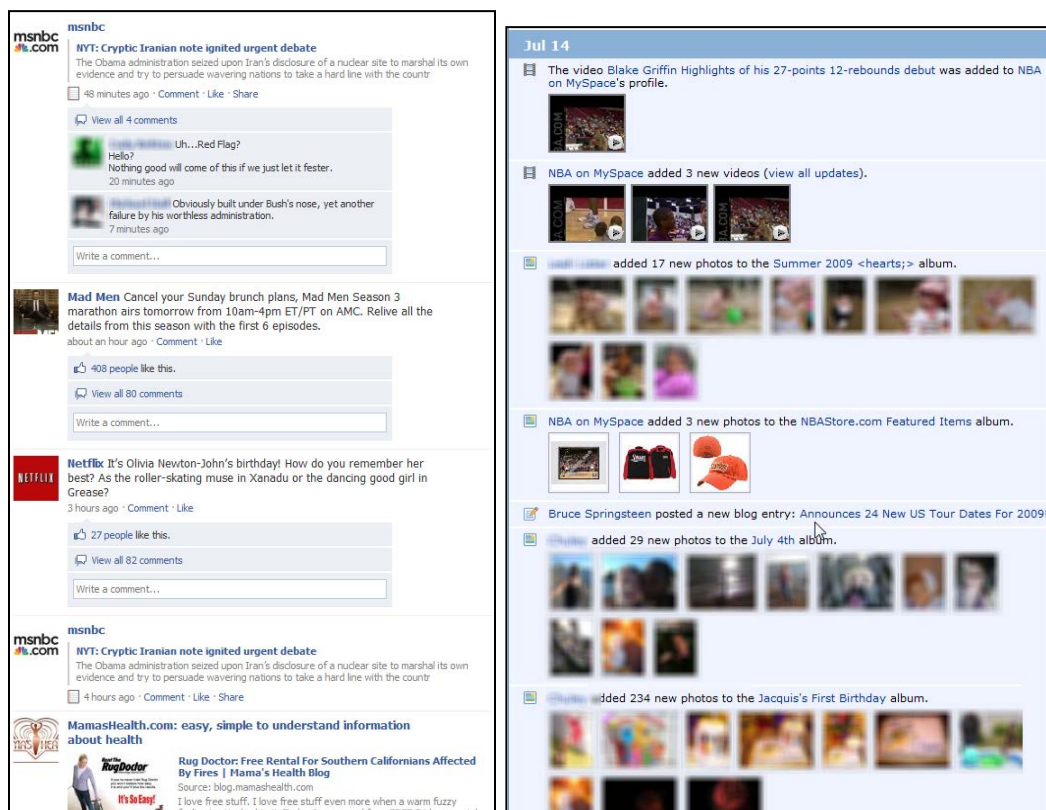 msnbc
msnbc
.com
NYT: Cryptic Iranian note ignited urgent debate
The Obama administration seized upon Iran's disclosure of a nuclear site to marshal its own
evidence and try to persuade wavering nations to take a hard line with the countr
48 minutes ago · Comment · Like · Share
View all 4 comments
Uh...Red Flag?
Hello?
Nothing good will come of this if we just let it fester.
20 minutes ago
Obviously built under Bush's nose, yet another
failure by his worthless administration.
7 minutes ago
Write a comment...
Mad Men Cancel your Sunday brunch plans, Mad Men Season 3
marathon airs tomorrow from 10am-4pm ET/PT on AMC. Relive all the
details from this season with the first 6 episodes.
about an hour ago · Comment · Like
408 people like this.
View all 80 comments
Write a comment...
NETFLIX
Netflix It's Olivia Newton-John's birthday! How do you remember her
best? As the roller-skating muse in Xanadu or the dancing good girl in
Grease?
3 hours ago · Comment · Like
27 people like this.
View all 82 comments
Write a comment...
msnbc
msnbc
.com
NYT: Cryptic Iranian note ignited urgent debate
The Obama administration seized upon Iran's disclosure of a nuclear site to marshal its own
evidence and try to persuade wavering nations to take a hard line with the countr
4 hours ago · Comment · Like · Share
MamasHealth.com: easy, simple to understand information
about health
Read The
RugDoctor
It's So Easy!
Rug Doctor: Free Rental For Southern Californians Affected
By Fires | Mama's Health Blog
Source: blog.mamashealth.com
I love free stuff. I love free stuff even more when a warm fuzzy
Jul 14
The video Blake Griffin Highlights of his 27-points 12-rebounds debut was added to NBA
on MySpace's profile.
NBA on MySpace added 3 new videos (view all updates).
added 17 new photos to the Summer 2009 <hearts;> album.
NBA on MySpace added 3 new photos to the NBAStore.com Featured Items album.
Bruce Springsteen posted a new blog entry: Announces 24 New US Tour Dates For 2009!
added 29 new photos to the July 4th album.
added 234 new photos to the Jacquis's First Birthday album.